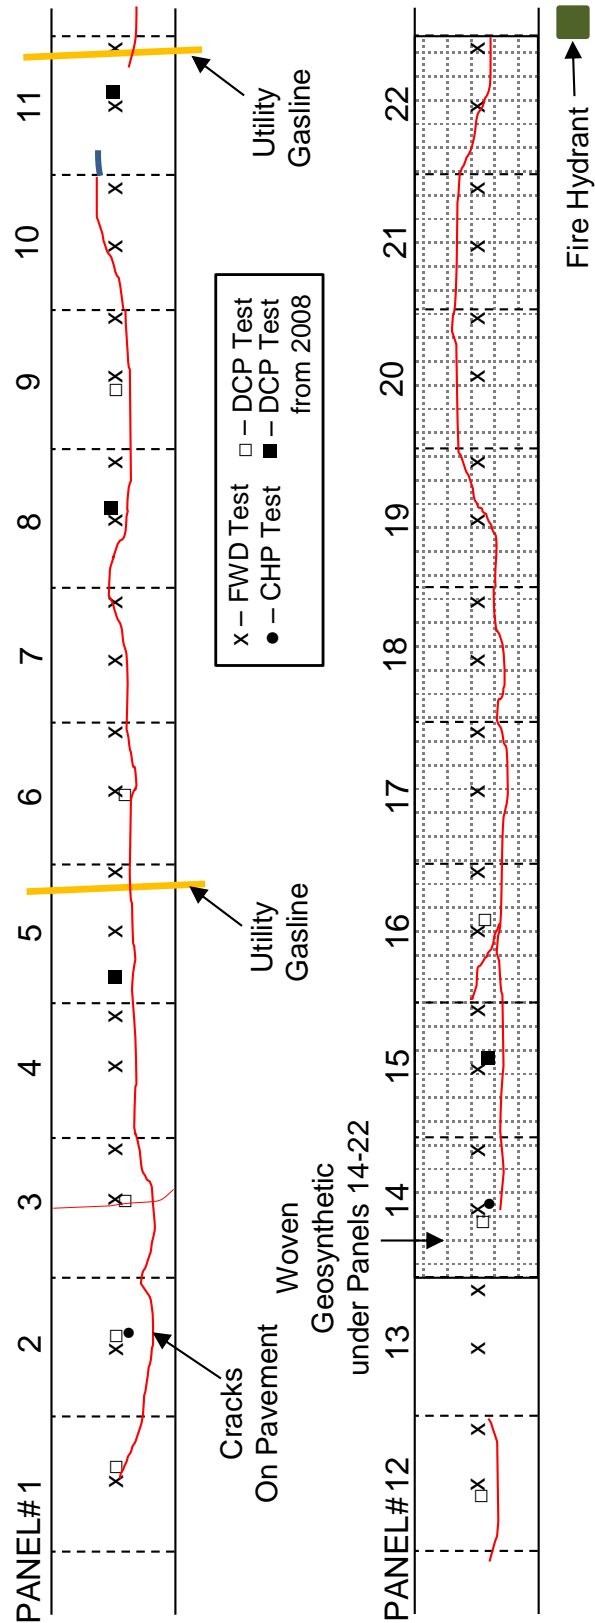 PANEL# 1 2 3 4 5 6 7 8 9 10 11
Cracks
On Pavement
Utility
Gasline
Utility
Gasline
x – FWD Test □ – DCP Test
● – CHP Test ■ – DCP Test
from 2008
PANEL# 12 13 14 15 16 17 18 19 20 21 22
Woven
Geosynthetic
under Panels 14-22
Fire Hydrant